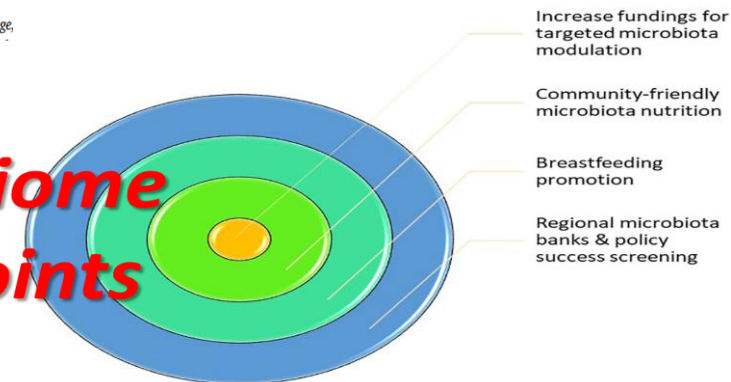 ge,
iome
oints
Increase fundings for
targeted microbiota
modulation
Community-friendly
microbiota nutrition
Breastfeeding
promotion
Regional microbiota
banks & policy
success screening